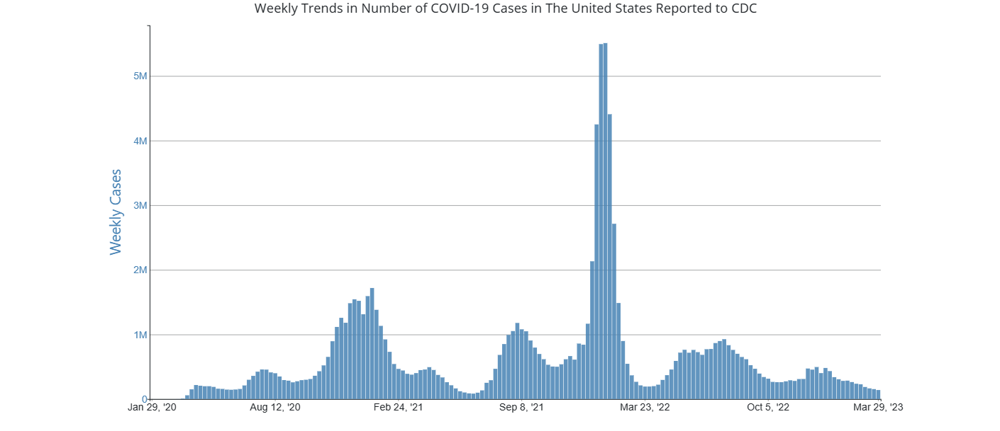 Weekly Trends in Number of COVID-19 Cases in The United States Reported to CDC
Weekly Cases
5M
4M
3M
2M
1M
0
Jan 29, '20
Aug 12, '20
Feb 24, '21
Sep 8, '21
Mar 23, '22
Oct 5, '22
Mar 29, '23